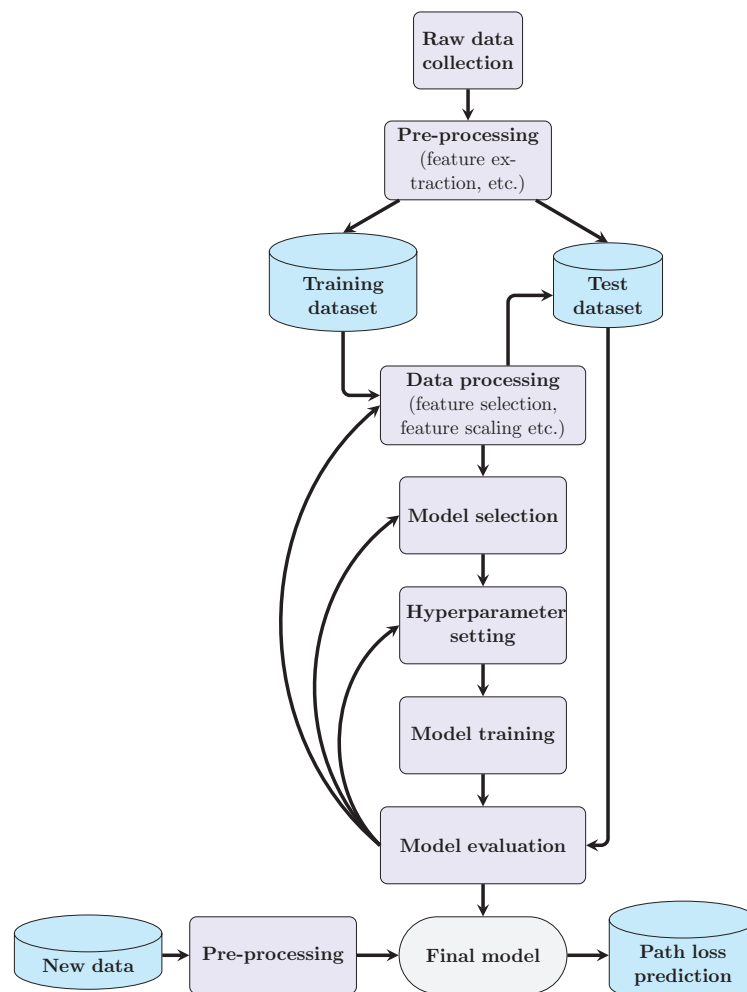 Raw data
collection
Pre-processing
(feature ex-
traction, etc.)
Training
dataset
Test
dataset
Data processing
(feature selection,
feature scaling etc.)
Model selection
Hyperparameter
setting
Model training
Model evaluation
New data
Pre-processing
Final model
Path loss
prediction